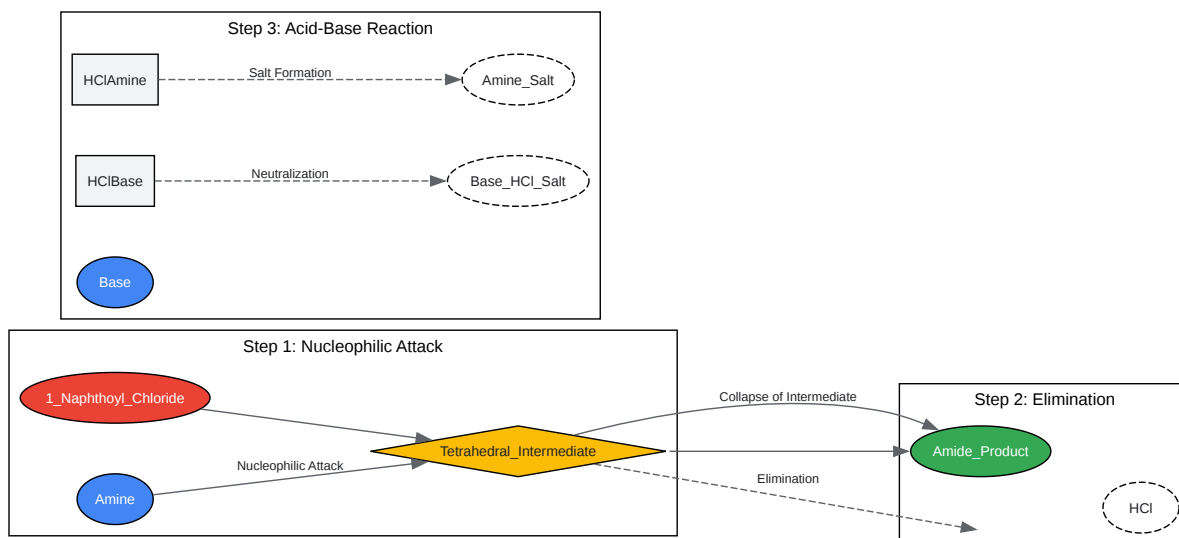 Step 3: Acid-Base Reaction
HClAmine
Salt Formation
Amine_Salt
HClBase
Neutralization
Base_HCl_Salt
Base
Step 1: Nucleophilic Attack
1_Naphthoyl_Chloride
Nucleophilic Attack
Amine
Tetrahedral_Intermediate
Collapse of Intermediate
Elimination
Step 2: Elimination
Amide_Product
HCl